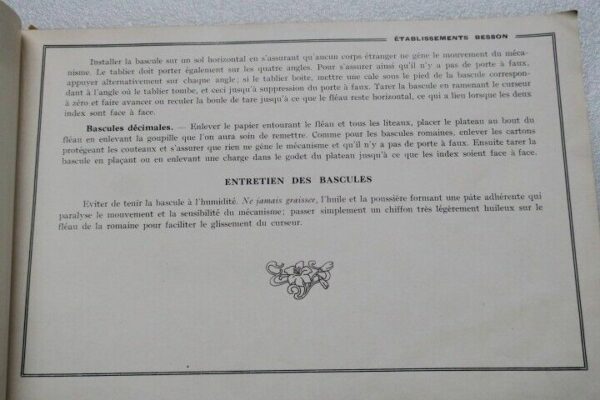 ÉTABLISSEMENTS BESSON
Installer la bascule sur un sol horizontal en s'assurant qu'aucun corps étranger ne gêne le mouvement du méca-
nisme. Le tablier doit porter également sur les quatre angles. Pour s'assurer ainsi qu'il n'y a pas de porte à faux,
appuyer alternativement sur chaque angle; si le tablier boite, mettre une cale sous le pied de la bascule correspon-
dant à l'angle où le tablier tombe, et ceci jusqu'à suppression du porte à faux. Tarer la bascule en ramenant le curseur
à zéro et faire avancer ou reculer la boule de tare jusqu'à ce que le fléau reste horizontal, ce qui a lieu lorsque les deux
index sont face à face.
Bascules décimales. — Enlever le papier entourant le fléau et tous les liteaux, placer le plateau au bout du
fléau en enlevant la goupille que l'on aura soin de remettre. Comme pour les bascules romaines, enlever les cartons
protégeant les couteaux et s'assurer que rien ne gêne le mécanisme et qu'il n'y a pas de porte à faux. Ensuite tarer la
bascule en plaçant ou en enlevant une charge dans le godet du plateau jusqu'à ce que les index soient face à face.
ENTRETIEN DES BASCULES
Eviter de tenir la bascule à l'humidité. Ne jamais graisser, l'huile et la poussière formant une pâte adhérente qui
paralyse le mouvement et la sensibilité du mécanisme; passer simplement un chiffon très légèrement huileux sur le
fléau de la romaine pour faciliter le glissement du curseur.